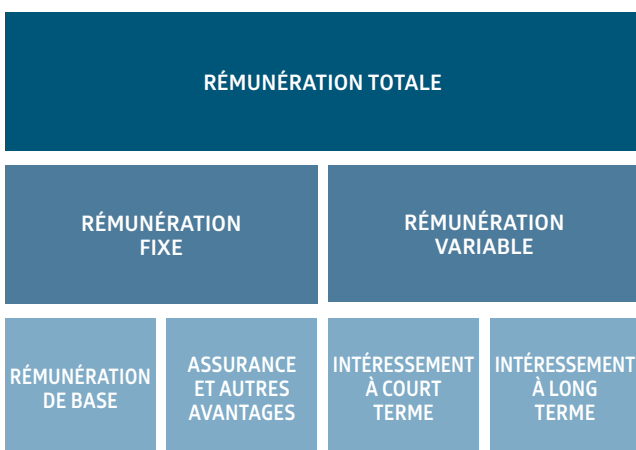 RÉMUNÉRATION TOTALE
RÉMUNÉRATION
FIXE
RÉMUNÉRATION
VARIABLE
RÉMUNÉRATION
DE BASE
ASSURANCE
ET AUTRES
AVANTAGES
INTÉRESSEMENT
À COURT
TERME
INTÉRESSEMENT
À LONG
TERME